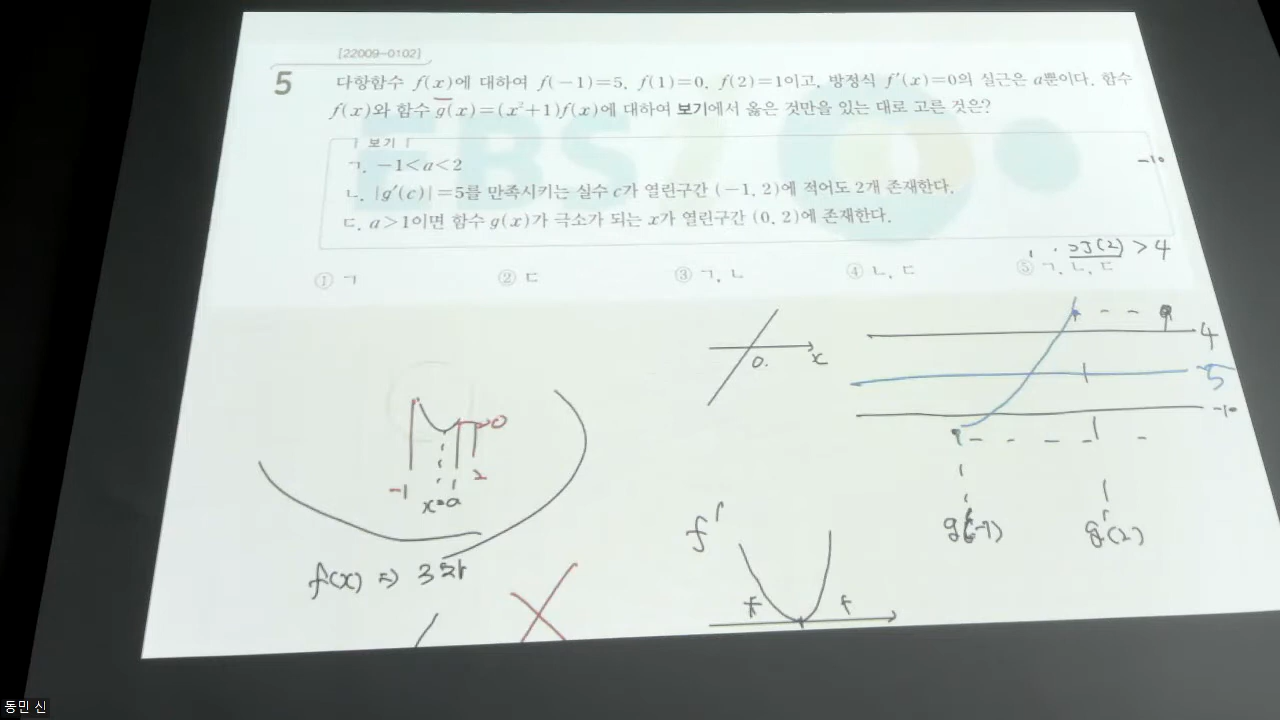 [22009-0102]
5 다항함수 f(x)에 대하여 f(-1)=5, f(1)=0, f(2)=1이고, 방정식 f'(x)=0의 실근은 a뿐이다. 함수
f(x)와 함수 g(x)=(x²+1)f(x)에 대하여 보기에서 옳은 것만을 있는 대로 고른 것은?
보기
ㄱ. -1<a<2
ㄴ. |g'(c)|=5를 만족시키는 실수 c가 열린구간 (-1, 2)에 적어도 2개 존재한다.
ㄷ. a>1이면 함수 g(x)가 극소가 되는 x가 열린구간 (0, 2)에 존재한다.
-10
① ㄱ ② ㄷ ③ ㄱ, ㄴ ④ ㄴ, ㄷ ⑤ ㄱ, ㄴ, ㄷ
g'(2) > 4
0. x
4
-5
-10
0
-1 1 2
x=a
f(x) ⇒ 3차
f'
+ +
g'(-1) g'(2)
동민 신